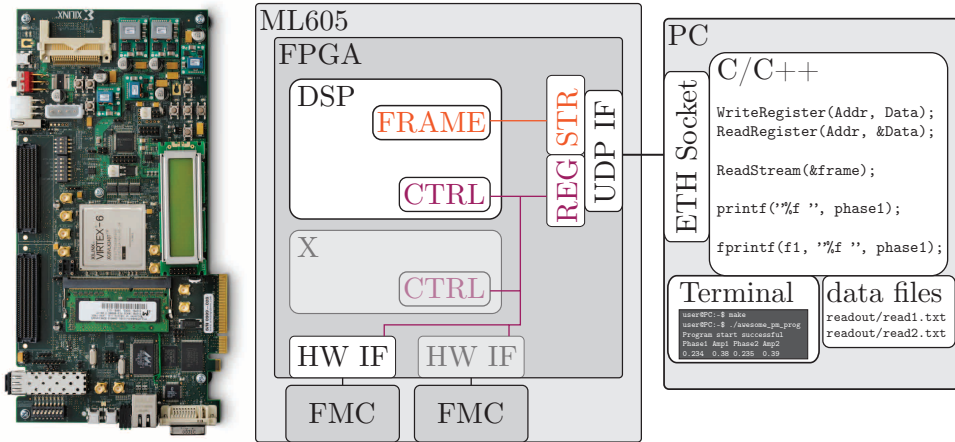 XILINX
VIRTEX-6
ML605
FPGA
DSP
FRAME
CTRL
X
CTRL
STR
REG
UDP IF
HW IF
HW IF
FMC
FMC
PC
ETH Socket
C/C++
WriteRegister(Addr, Data);
ReadRegister(Addr, &Data);
ReadStream(&frame);
printf("%f ", phase1);
fprintf(f1, "%f ", phase1);
Terminal
user@PC:-$ make
user@PC:-$ ./awesome_pm_prog
Program start successful
Phase1 Amp1 Phase2 Amp2
0.234 0.38 0.235 0.39
data files
readout/read1.txt
readout/read2.txt